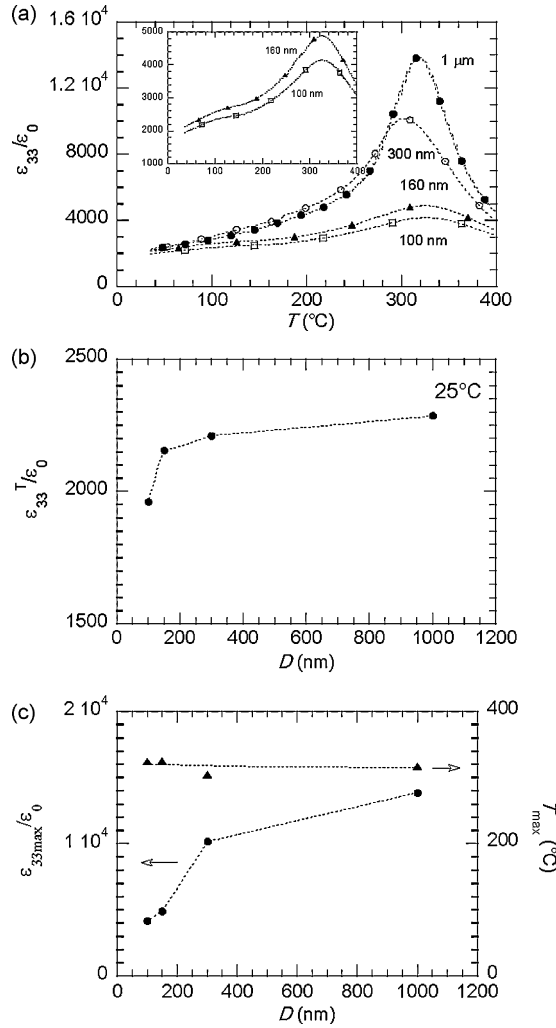 (a)
1.6 10⁴
1.2 10⁴
8000
4000
0
ε33/ε0
5000
4000
3000
2000
1000
160 nm
100 nm
0 100 200 300 400
1 μm
300 nm
160 nm
100 nm
0 100 200 300 400
T (°C)
(b)
25°C
2500
2000
1500
ε33ᵀ/ε0
0 200 400 600 800 1000 1200
D (nm)
(c)
2 10⁴
1 10⁴
0
ε33max/ε0
400
200
0
Tmax (°C)
0 200 400 600 800 1000 1200
D (nm)